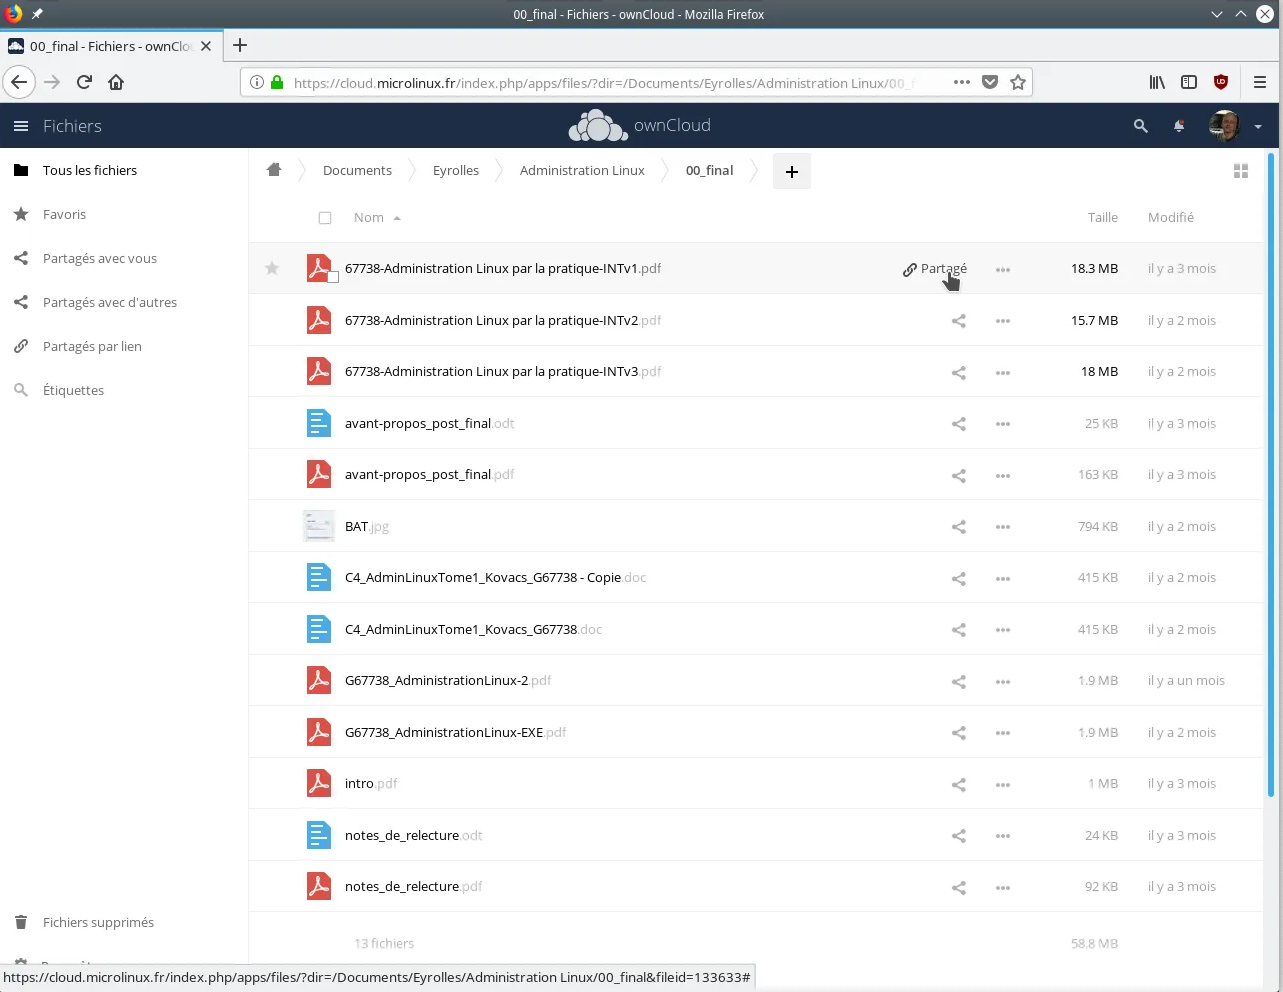 00_final - Fichiers - ownCloud - Mozilla Firefox
00_final - Fichiers - ownClo
https://cloud.microlinux.fr/index.php/apps/files/?dir=/Documents/Eyrolles/Administration Linux/00_f
Fichiers
ownCloud
Tous les fichiers
Favoris
Partagés avec vous
Partagés avec d'autres
Partagés par lien
Étiquettes
Documents Eyrolles Administration Linux 00_final +
Nom Taille Modifié
67738-Administration Linux par la pratique-INTv1.pdf Partagé 18.3 MB il y a 3 mois
67738-Administration Linux par la pratique-INTv2.pdf 15.7 MB il y a 2 mois
67738-Administration Linux par la pratique-INTv3.pdf 18 MB il y a 2 mois
avant-propos_post_final.odt 25 KB il y a 3 mois
avant-propos_post_final.pdf 163 KB il y a 3 mois
BAT.jpg 794 KB il y a 2 mois
C4_AdminLinuxTome1_Kovacs_G67738 - Copie.doc 415 KB il y a 2 mois
C4_AdminLinuxTome1_Kovacs_G67738.doc 415 KB il y a 2 mois
G67738_AdministrationLinux-2.pdf 1.9 MB il y a un mois
G67738_AdministrationLinux-EXE.pdf 1.9 MB il y a 2 mois
intro.pdf 1 MB il y a 3 mois
notes_de_relecture.odt 24 KB il y a 3 mois
notes_de_relecture.pdf 92 KB il y a 3 mois
13 fichiers 58.8 MB
Fichiers supprimés
https://cloud.microlinux.fr/index.php/apps/files/?dir=/Documents/Eyrolles/Administration Linux/00_final&fileid=133633#